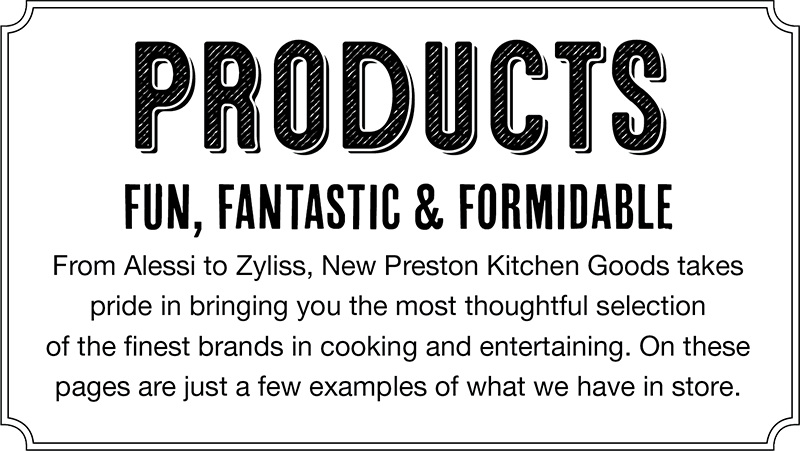 PRODUCTS
FUN, FANTASTIC & FORMIDABLE
From Alessi to Zyliss, New Preston Kitchen Goods takes
pride in bringing you the most thoughtful selection
of the finest brands in cooking and entertaining. On these
pages are just a few examples of what we have in store.